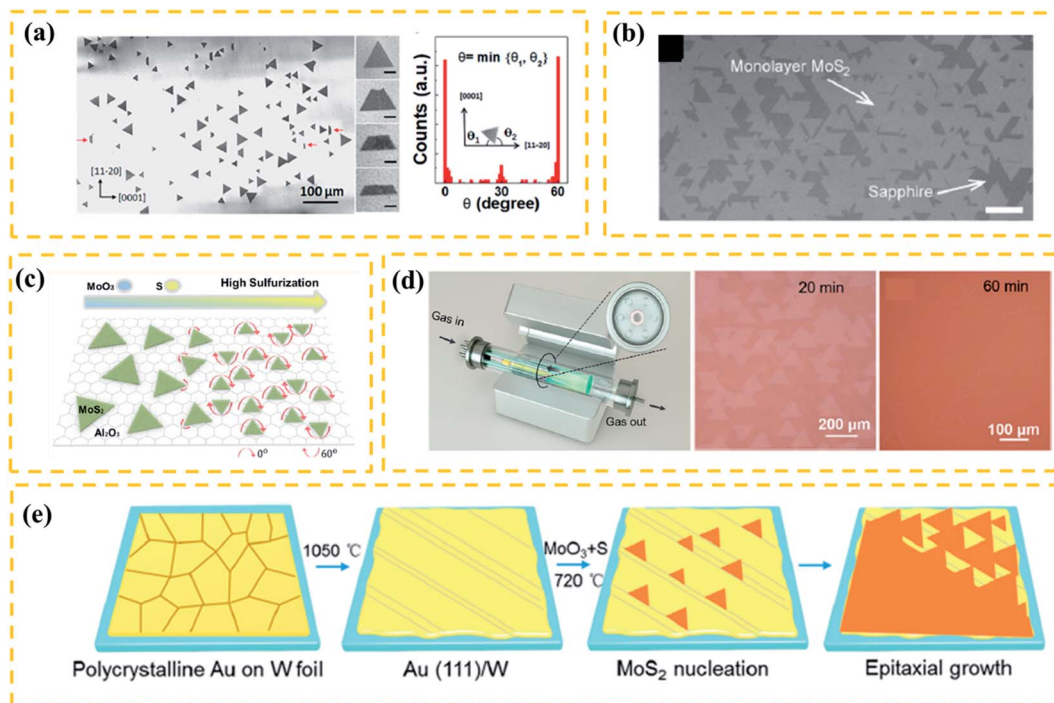 (a)
[11-20]
[0001]
100 μm
Counts (a.u.)
θ= min {θ₁, θ₂}
[0001]
θ₁
θ₂
[11-20]
0
30
60
θ (degree)
(b)
Monolayer MoS₂
Sapphire
(c)
MoO₃
S
High Sulfurization
MoS₂
Al₂O₃
0°
60°
(d)
Gas in
Gas out
20 min
200 μm
60 min
100 μm
(e)
1050 ℃
MoO₃+S
720 ℃
Polycrystalline Au on W foil
Au (111)/W
MoS₂ nucleation
Epitaxial growth